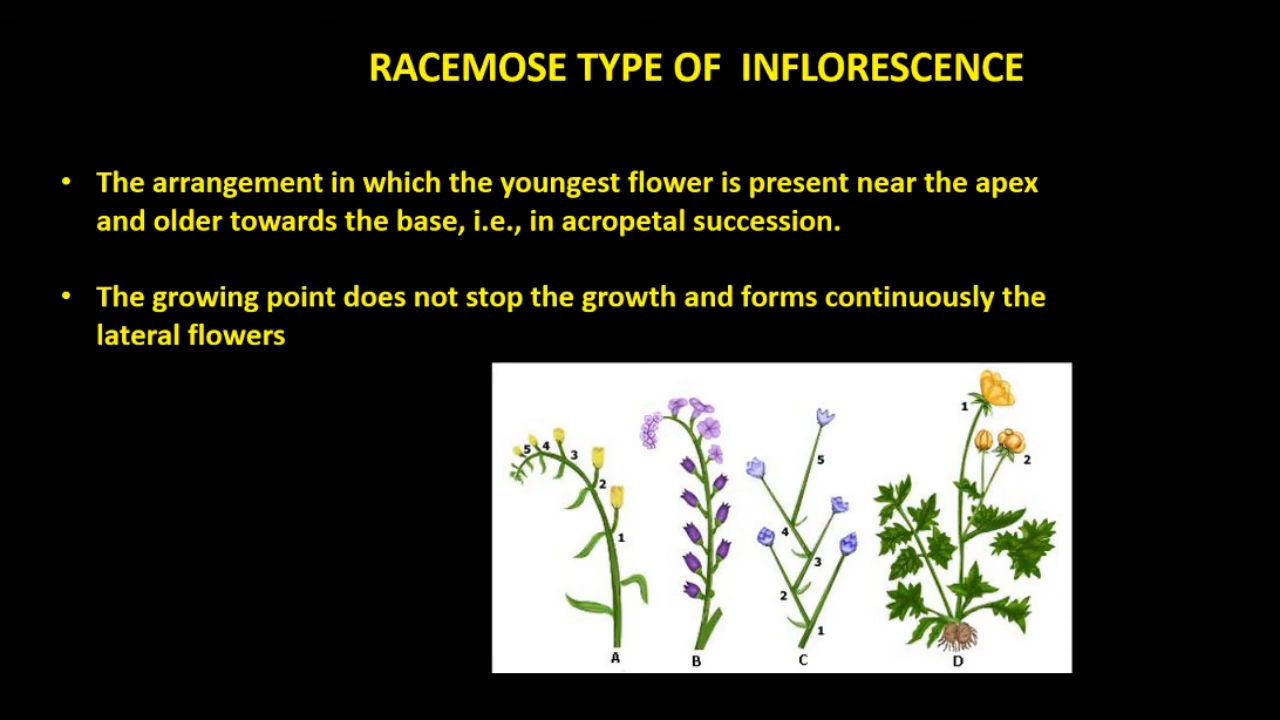 RACEMOSE TYPE OF INFLORESCENCE
• The arrangement in which the youngest flower is present near the apex
and older towards the base, i.e., in acropetal succession.
• The growing point does not stop the growth and forms continuously the
lateral flowers
5 4 3 2 1 A
B
5 4 3 2 1 C
1 2 D